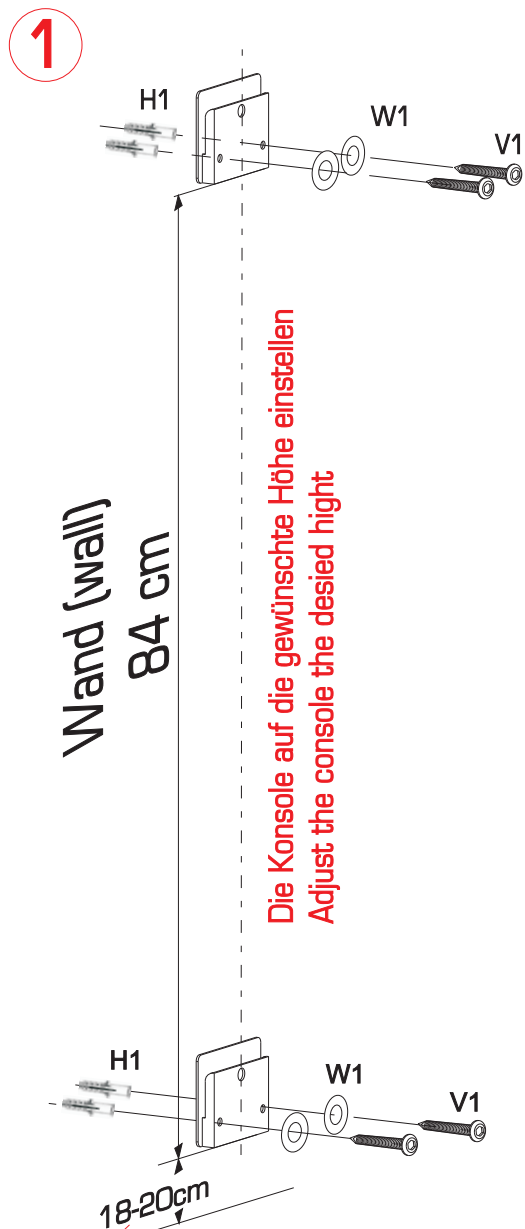 1
H1
W1
V1
Wand (wall)
84 cm
Die Konsole auf die gewünschte Höhe einstellen
Adjust the console the desied hight
H1
W1
V1
18-20cm